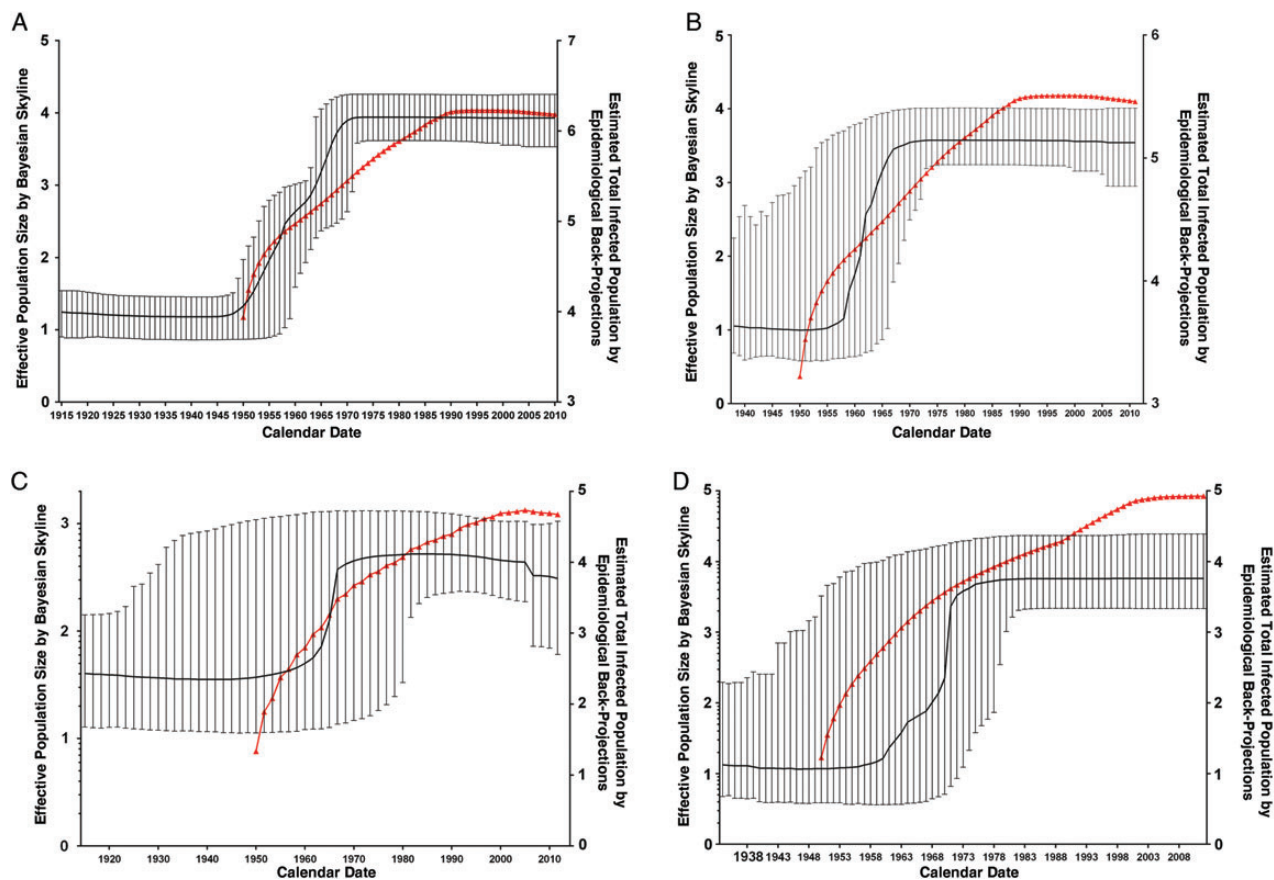 A
Effective Population Size by Bayesian Skyline
5
4
3
2
1
0
1915 1920 1925 1930 1935 1940 1945 1950 1955 1960 1965 1970 1975 1980 1985 1990 1995 2000 2005 2010
Calendar Date
7
6
5
4
3
Estimated Total Infected Population by
Epidemiological Back-Projections
B
Effective Population Size by Bayesian Skyline
5
4
3
2
1
0
1940 1945 1950 1955 1960 1965 1970 1975 1980 1985 1990 1995 2000 2005 2010
Calendar Date
6
5
4
3
Estimated Total Infected Population by
Epidemiological Back-Projections
C
Effective Population Size by Bayesian Skyline
3
2
1
0
1920 1930 1940 1950 1960 1970 1980 1990 2000 2010
Calendar Date
5
4
3
2
1
0
Estimated Total Infected Population by
Epidemiological Back-Projections
D
Effective Population Size by Bayesian Skyline
5
4
3
2
1
0
1938 1943 1948 1953 1958 1963 1968 1973 1978 1983 1988 1993 1998 2003 2008
Calendar Date
5
4
3
2
1
0
Estimated Total Infected Population by
Epidemiological Back-Projections